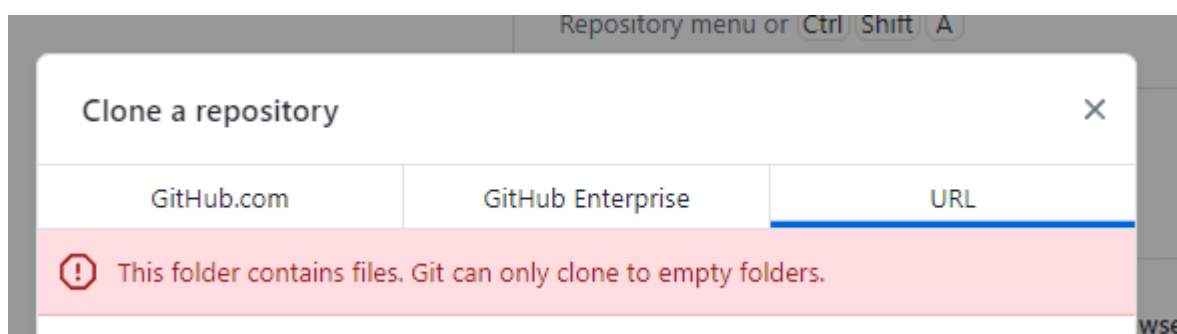 Repository menu or Ctrl Shift A
Clone a repository
GitHub.com GitHub Enterprise URL
This folder contains files. Git can only clone to empty folders.